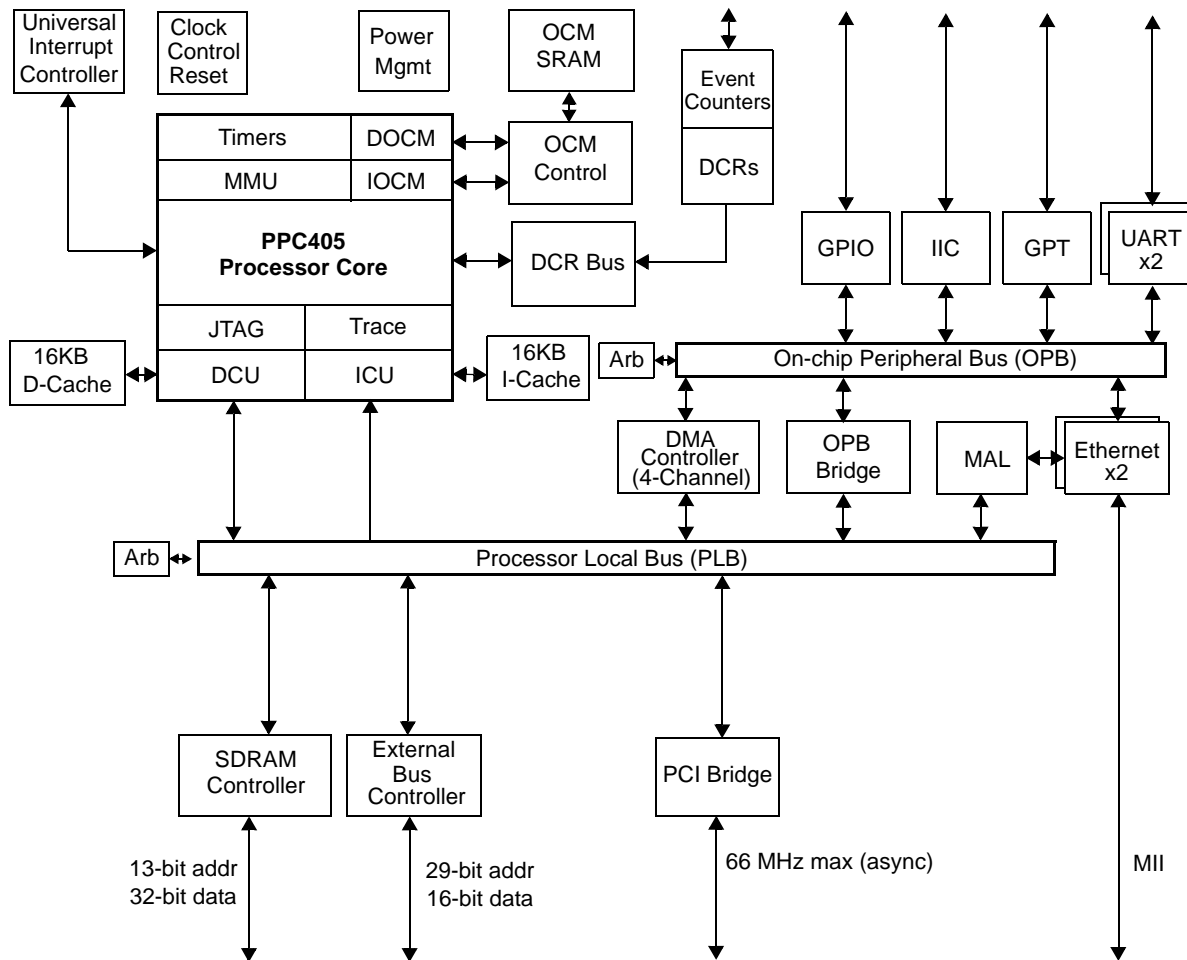 Universal
Interrupt
Controller
Clock
Control
Reset
Power
Mgmt
OCM
SRAM
Event
Counters
DCRs
Timers
DOCM
MMU
IOCM
OCM
Control
PPC405
Processor Core
DCR Bus
GPIO
IIC
GPT
UART
x2
JTAG
Trace
DCU
ICU
16KB
D-Cache
16KB
I-Cache
Arb
On-chip Peripheral Bus (OPB)
DMA
Controller
(4-Channel)
OPB
Bridge
MAL
Ethernet
x2
Arb
Processor Local Bus (PLB)
SDRAM
Controller
External
Bus
Controller
PCI Bridge
13-bit addr
32-bit data
29-bit addr
16-bit data
66 MHz max (async)
MII